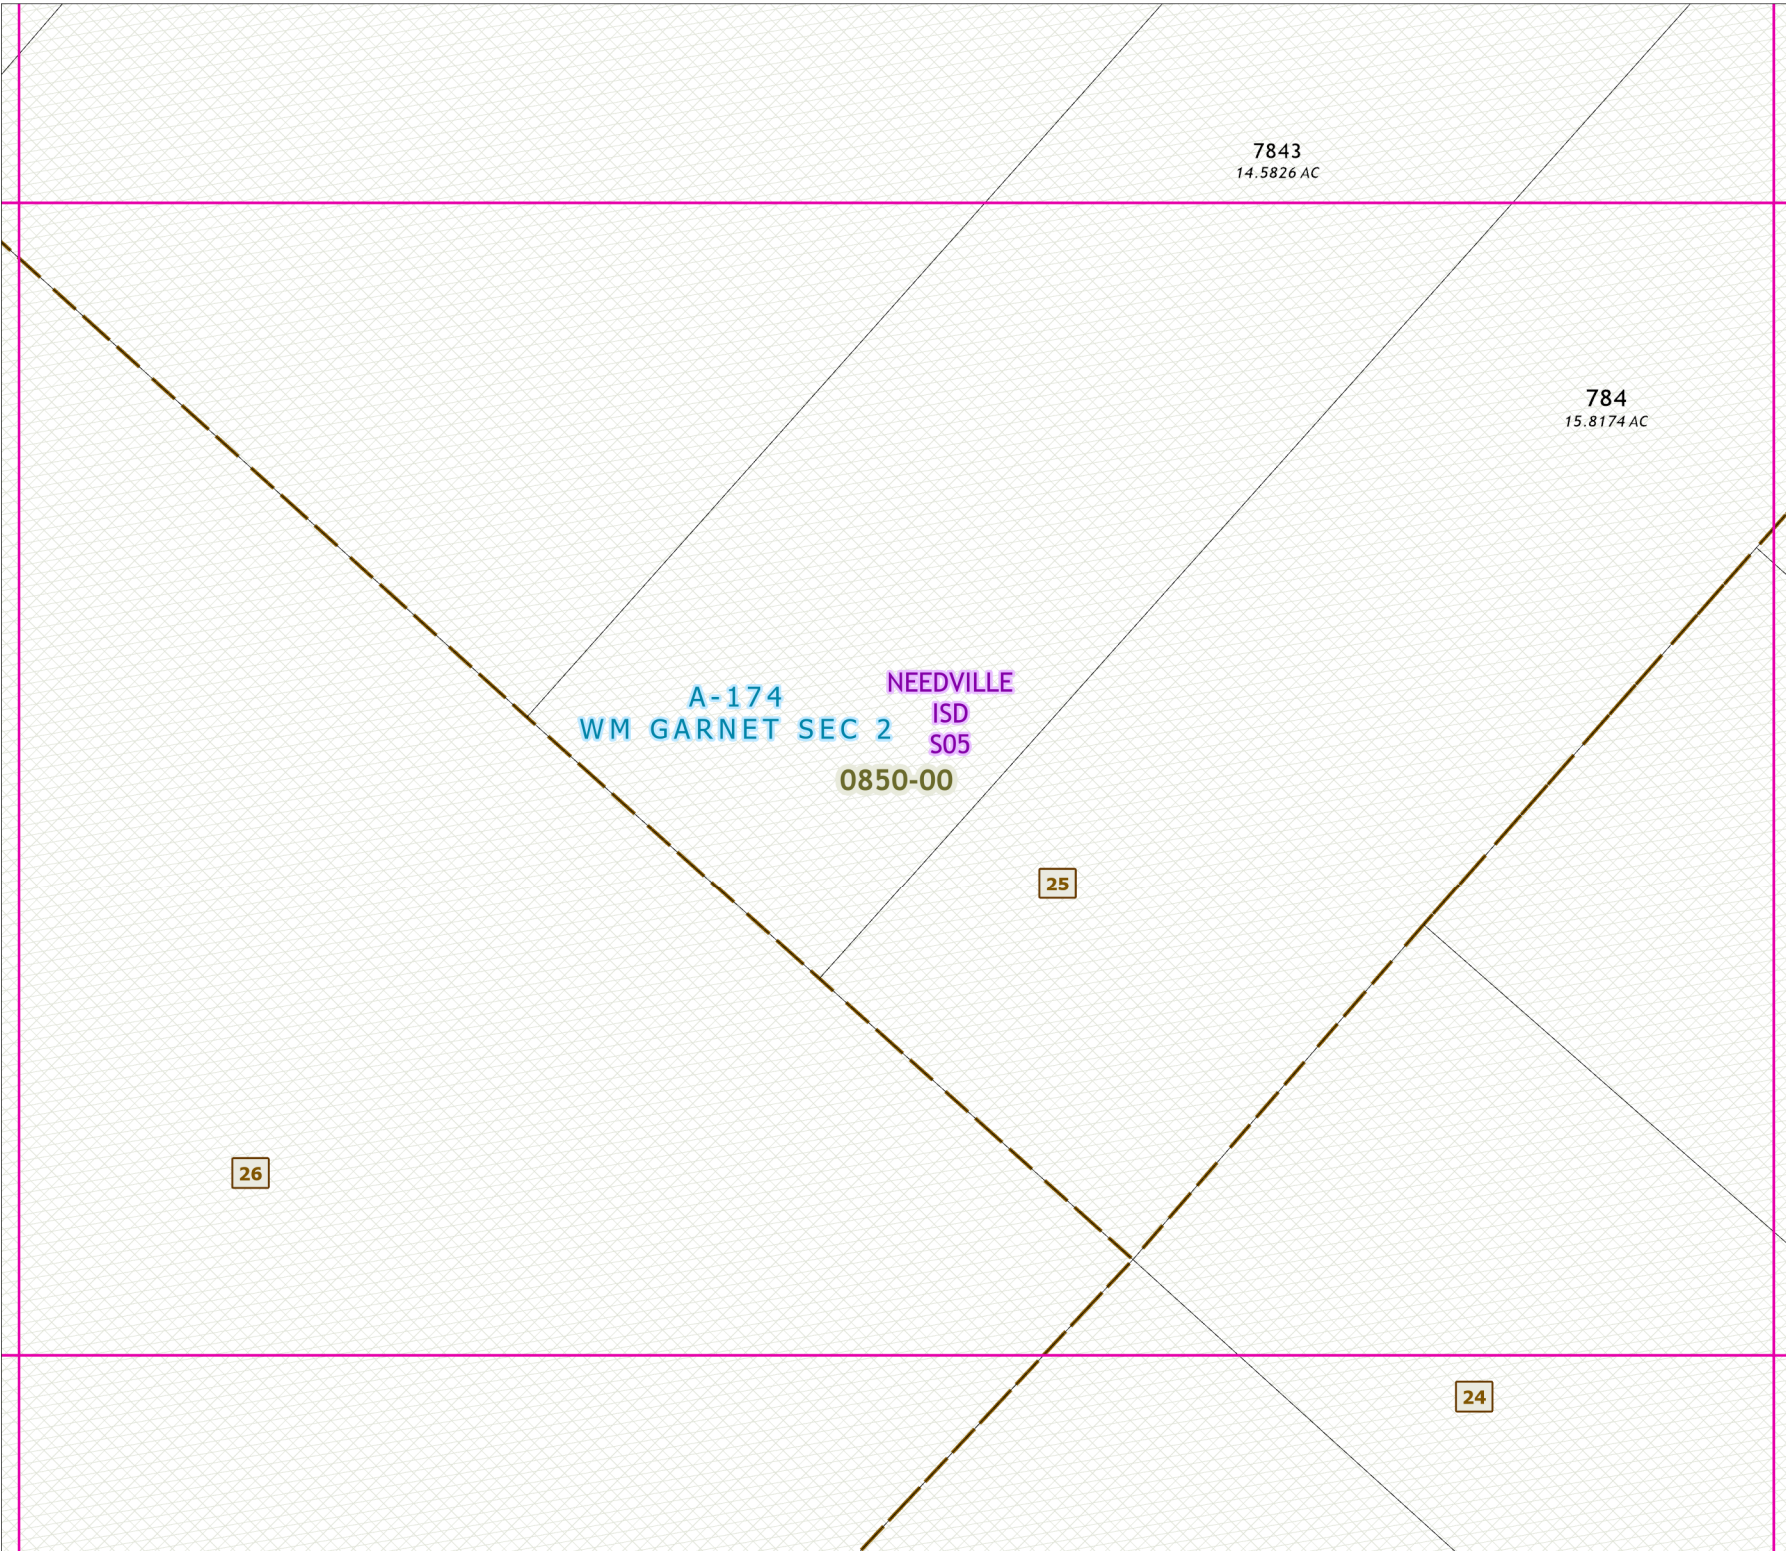 7843
14.5826 AC
784
15.8174 AC
A-174
WM GARNET SEC 2
NEEDVILLE
ISD
S05
0850-00
25
26
24